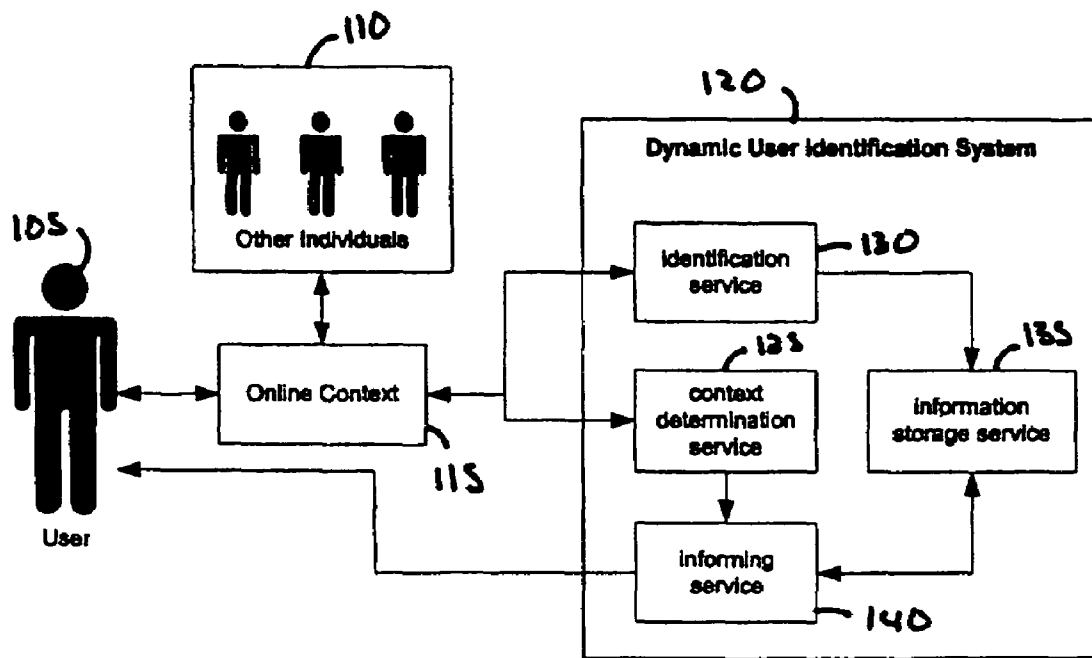 110
120
Dynamic User Identification System
105
Other Individuals
130
identification
service
125
135
Online Context
context
determination
service
information
storage service
115
User
informing
service
140